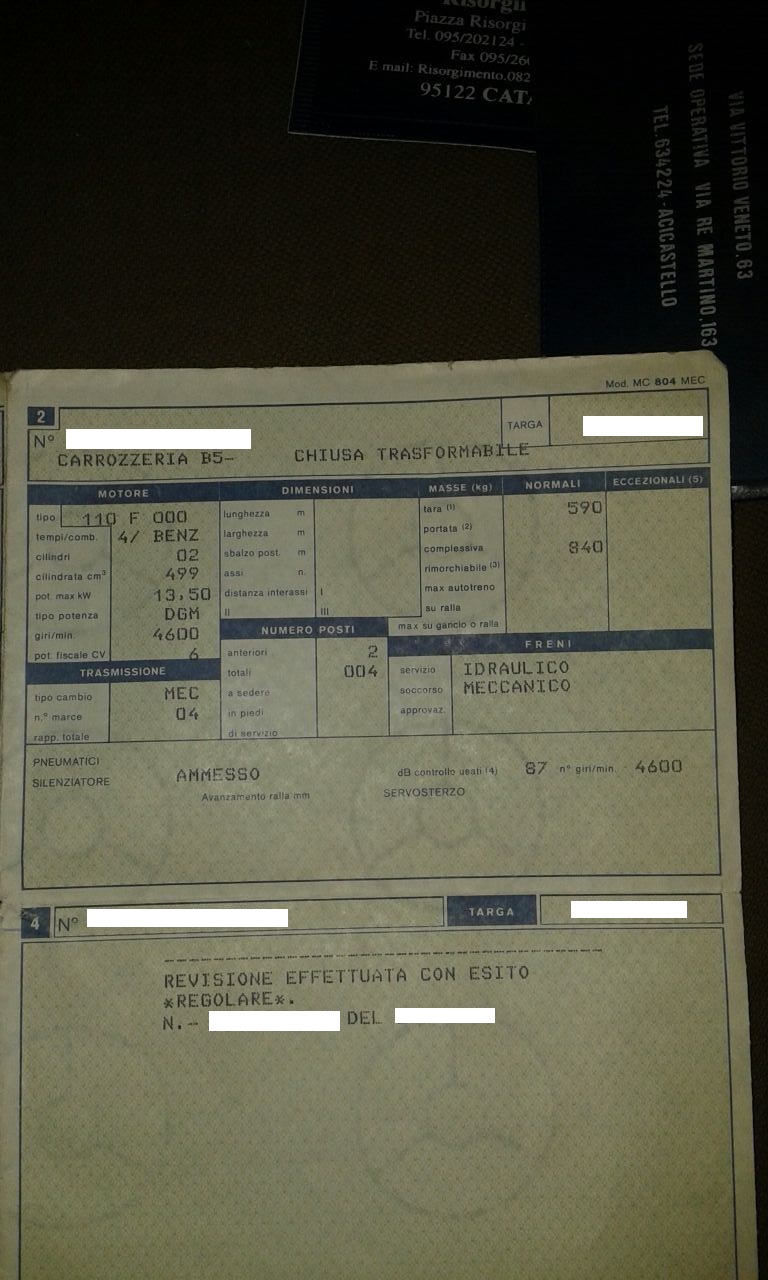 Risorgi
Piazza Risorgi
Tel. 095/202124 -
Fax 095/26
E mail: Risorgimento.082
95122 CATA
VIA VITTORIO VENETO.63
SEDE OPERATIVA VIA RE MARTINO.163
TEL.634224-ACICASTELLO
Mod. MC 804 MEC
2
N°
TARGA
CARROZZERIA B5- CHIUSA TRASFORMABILE
MOTORE
tipo 110 F 000
tempi/comb. 4/ BENZ
cilindri 02
cilindrata cm³ 499
pot. max kW 13,50
tipo potenza DGM
giri/min. 4600
pot. fiscale CV 6
TRASMISSIONE
tipo cambio MEC
n.° marce 04
rapp. totale
DIMENSIONI
lunghezza m
larghezza m
sbalzo post. m
assi n.
distanza interassi I
II III
NUMERO POSTI
anteriori 2
totali 004
a sedere
in piedi
di servizio
MASSE (kg) NORMALI ECCEZIONALI (5)
tara (1) 590
portata (2)
complessiva 840
rimorchiabile (3)
max autotreno
su ralla
max su gancio o ralla
FRENI
servizio IDRAULICO
soccorso MECCANICO
approvaz.
PNEUMATICI
SILENZIATORE AMMESSO dB controllo usati (4) 87 n° giri/min. 4600
Avanzamento ralla mm SERVOSTERZO
4 N° TARGA
REVISIONE EFFETTUATA CON ESITO
*REGOLARE*.
N.- DEL